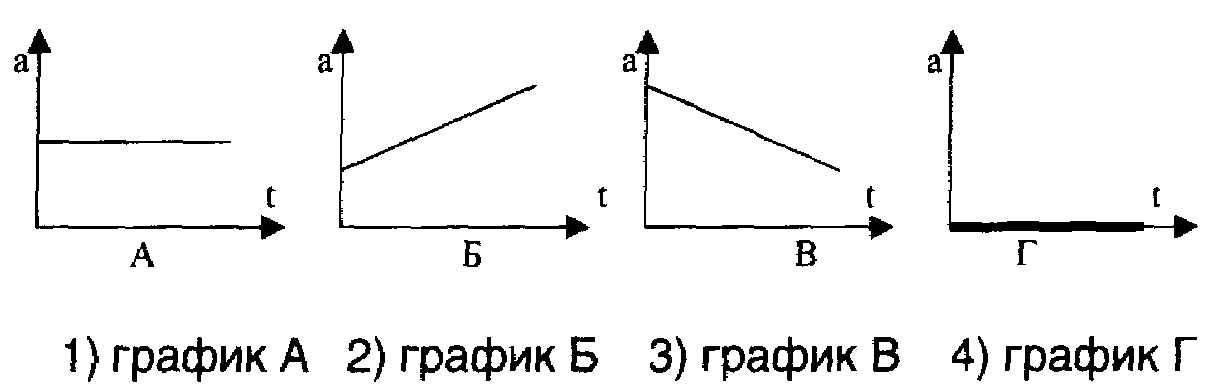 a a a a
t t t t
А Б В Г
1) график А 2) график Б 3) график В 4) график Г